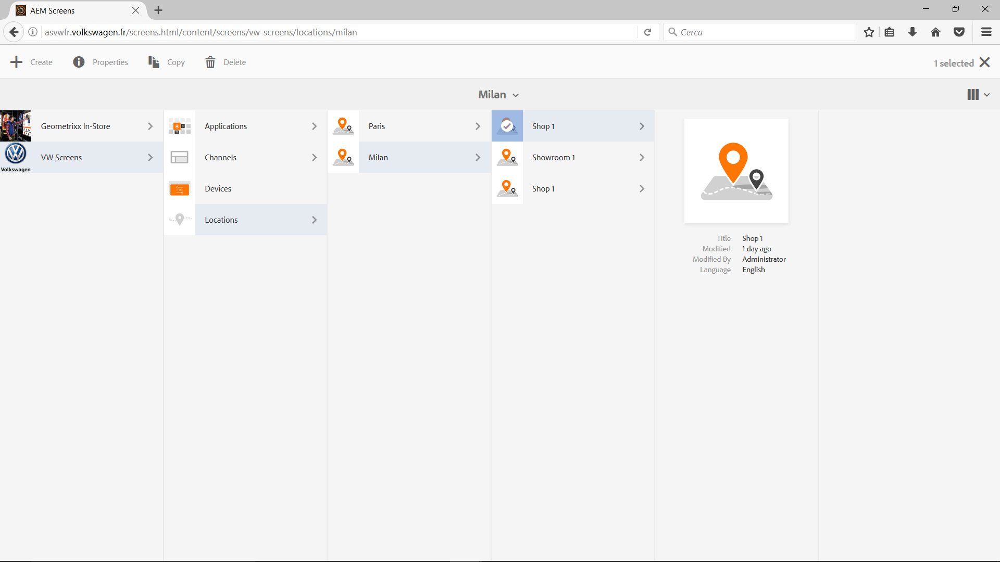 AEM Screens
asvwfr.volkswagen.fr/screens.html/content/screens/vw-screens/locations/milan
Cerca
Create
Properties
Copy
Delete
1 selected
Milan
Geometrixx In-Store
VW Screens
Volkswagen
Applications
Channels
Devices
Locations
Paris
Milan
Shop 1
Showroom 1
Shop 1
Title Shop 1
Modified 1 day ago
Modified By Administrator
Language English